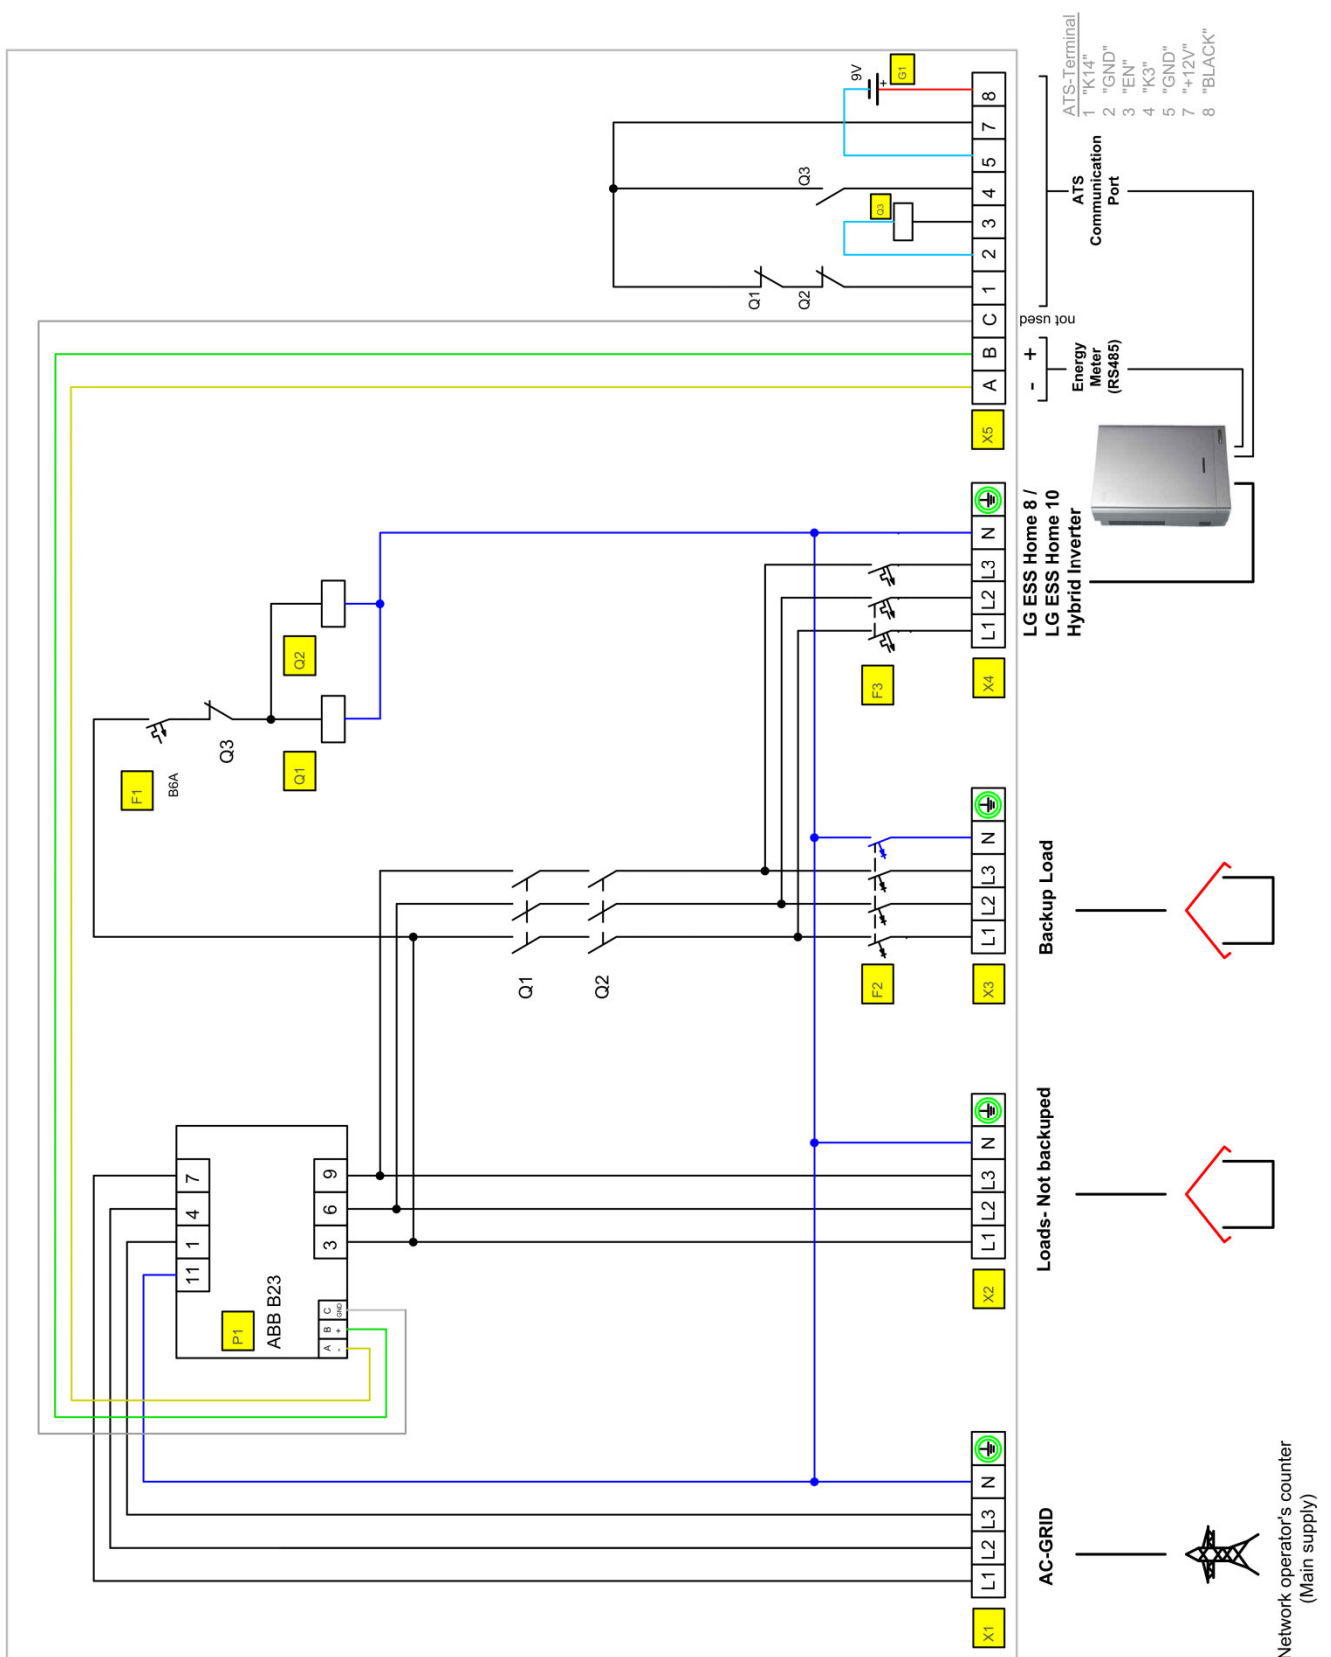 ATS-Terminal
1 "K14"
2 "GND"
3 "EN"
4 "K3"
5 "GND"
7 "+12V"
8 "BLACK"
9V
G1
8
7
5
4
3
2
1
C
B
A
X5
Q3
Q3
Q1
Q2
ATS
Communication
Port
not used
+
-
Energy
Meter
(RS485)
F1
B6A
Q3
Q2
Q1
F3
N
L3
L2
L1
X4
LG ESS Home 8 /
LG ESS Home 10
Hybrid Inverter
Q1
Q2
F2
N
L3
L2
L1
X3
Backup Load
7
4
1
11
9
6
3
P1
ABB B23
C
GND
B
+
A
-
N
L3
L2
L1
X2
Loads- Not backuped
N
L3
L2
L1
X1
AC-GRID
Network operator's counter
(Main supply)
+